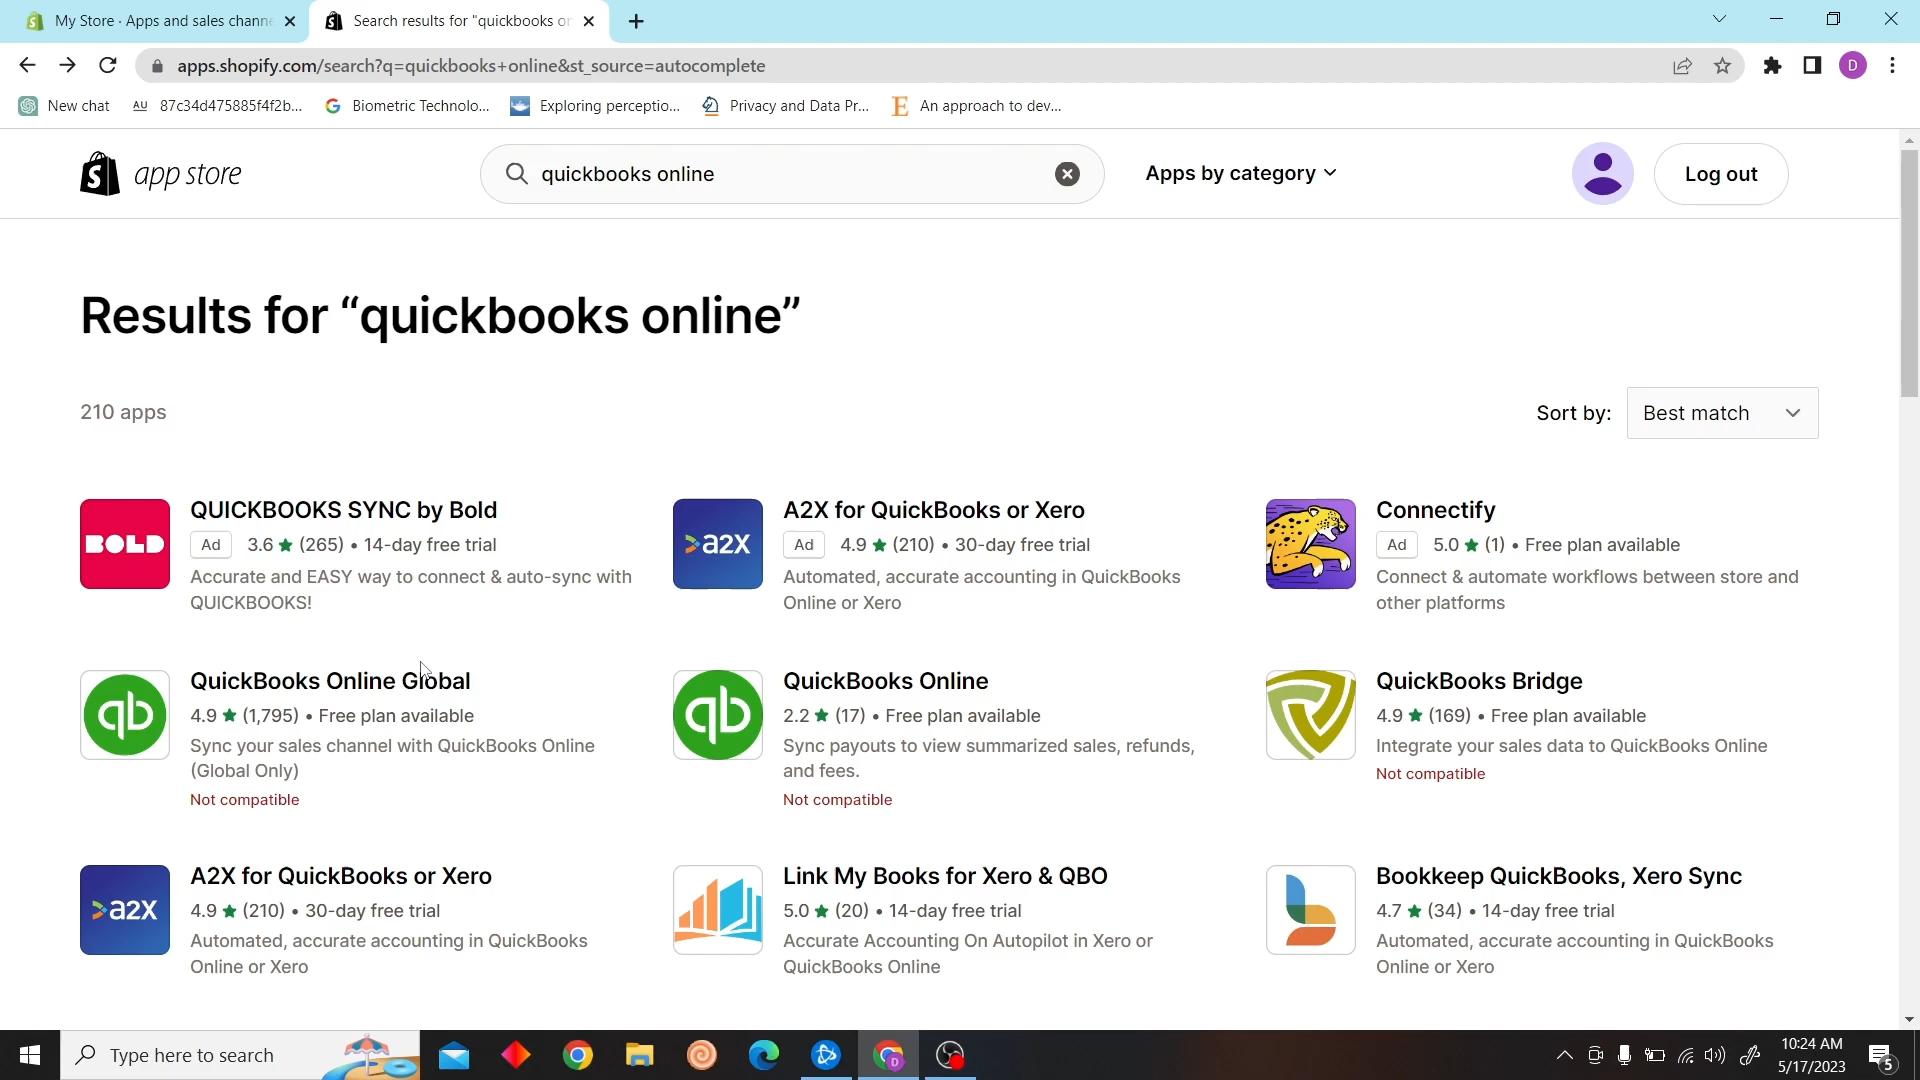 My Store · Apps and sales channe
Search results for "quickbooks or
apps.shopify.com/search?q=quickbooks+online&st_source=autocomplete
D
New chat
AU 87c34d475885f4f2b...
Biometric Technolo...
Exploring perceptio...
Privacy and Data Pr...
E An approach to dev...
S app store
quickbooks online
Apps by category
Log out
Results for “quickbooks online”
210 apps
Sort by: Best match
BOLD
QUICKBOOKS SYNC by Bold
Ad 3.6 ★ (265) • 14-day free trial
Accurate and EASY way to connect & auto-sync with
QUICKBOOKS!
a2x
A2X for QuickBooks or Xero
Ad 4.9 ★ (210) • 30-day free trial
Automated, accurate accounting in QuickBooks
Online or Xero
Connectify
Ad 5.0 ★ (1) • Free plan available
Connect & automate workflows between store and
other platforms
qb
QuickBooks Online Global
4.9 ★ (1,795) • Free plan available
Sync your sales channel with QuickBooks Online
(Global Only)
Not compatible
qb
QuickBooks Online
2.2 ★ (17) • Free plan available
Sync payouts to view summarized sales, refunds,
and fees.
Not compatible
QuickBooks Bridge
4.9 ★ (169) • Free plan available
Integrate your sales data to QuickBooks Online
Not compatible
a2x
A2X for QuickBooks or Xero
4.9 ★ (210) • 30-day free trial
Automated, accurate accounting in QuickBooks
Online or Xero
Link My Books for Xero & QBO
5.0 ★ (20) • 14-day free trial
Accurate Accounting On Autopilot in Xero or
QuickBooks Online
Bookkeep QuickBooks, Xero Sync
4.7 ★ (34) • 14-day free trial
Automated, accurate accounting in QuickBooks
Online or Xero
Type here to search
D
10:24 AM
5/17/2023
5